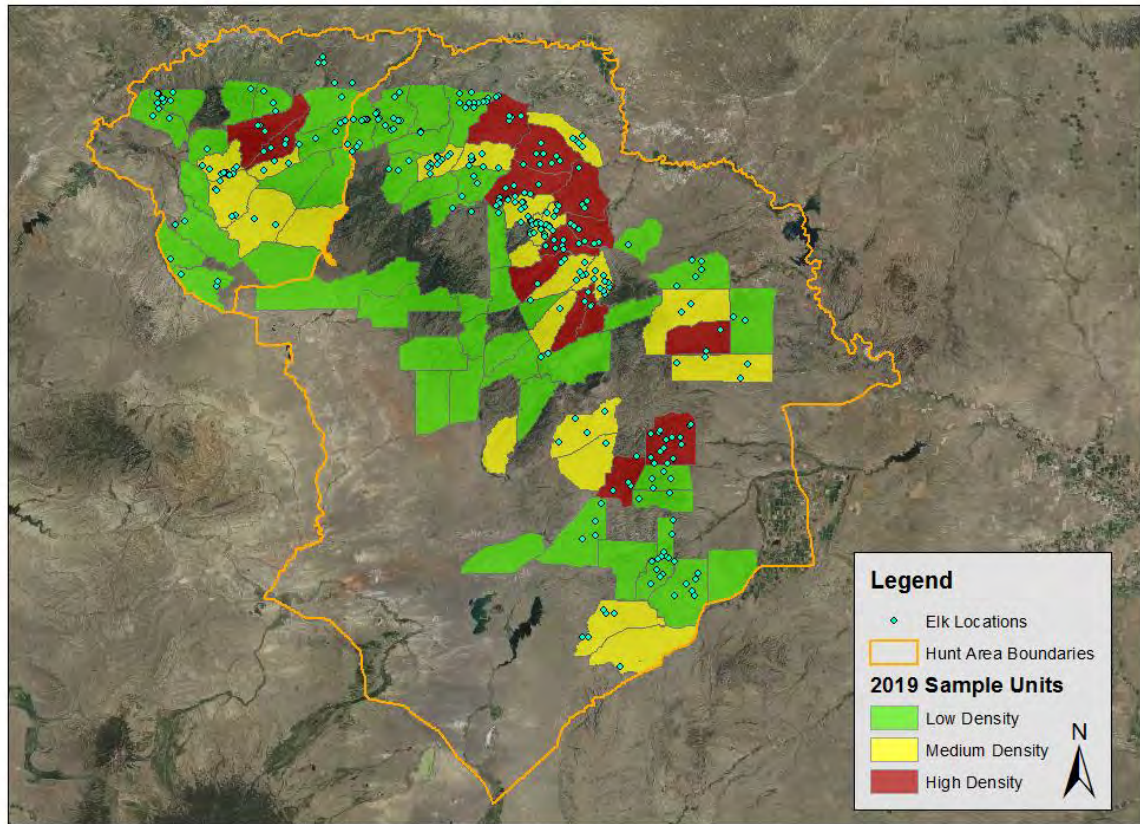 Legend
Elk Locations
Hunt Area Boundaries
2019 Sample Units
Low Density
Medium Density
High Density
N